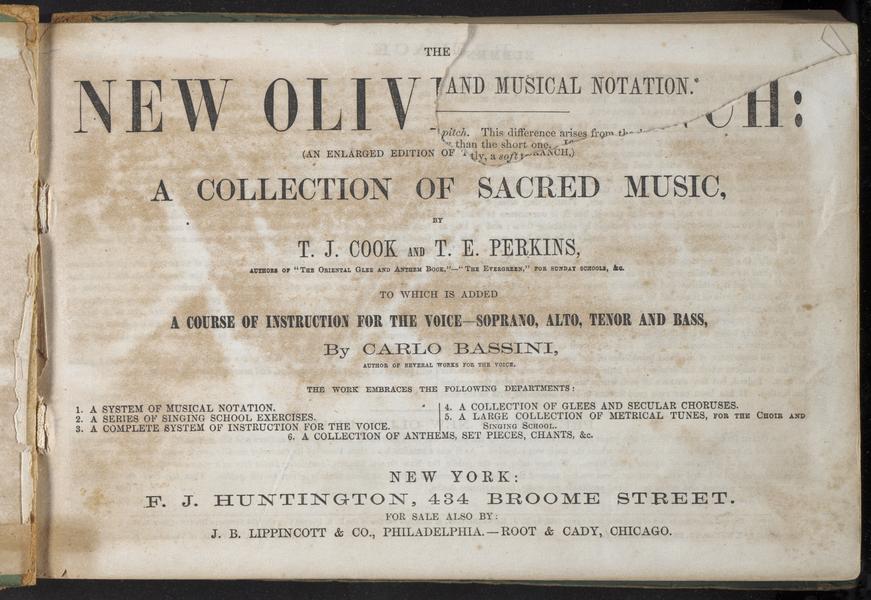 THE
NEW OLIV CH:
AND MUSICAL NOTATION.*
pitch. This difference arises from
than the short one.
tly, a soft
(AN ENLARGED EDITION OF RANCH,)
A COLLECTION OF SACRED MUSIC,
BY
T. J. COOK AND T. E. PERKINS,
AUTHORS OF "THE ORIENTAL GLEE AND ANTHEM BOOK,"—"THE EVERGREEN," FOR SUNDAY SCHOOLS, &c.
TO WHICH IS ADDED
A COURSE OF INSTRUCTION FOR THE VOICE—SOPRANO, ALTO, TENOR AND BASS,
By CARLO BASSINI,
AUTHOR OF SEVERAL WORKS FOR THE VOICE.
THE WORK EMBRACES THE FOLLOWING DEPARTMENTS:
1. A SYSTEM OF MUSICAL NOTATION.
2. A SERIES OF SINGING SCHOOL EXERCISES.
3. A COMPLETE SYSTEM OF INSTRUCTION FOR THE VOICE.
4. A COLLECTION OF GLEES AND SECULAR CHORUSES.
5. A LARGE COLLECTION OF METRICAL TUNES, FOR THE CHOIR AND
SINGING SCHOOL.
6. A COLLECTION OF ANTHEMS, SET PIECES, CHANTS, &c.
NEW YORK:
F. J. HUNTINGTON, 434 BROOME STREET.
FOR SALE ALSO BY:
J. B. LIPPINCOTT & CO., PHILADELPHIA.—ROOT & CADY, CHICAGO.